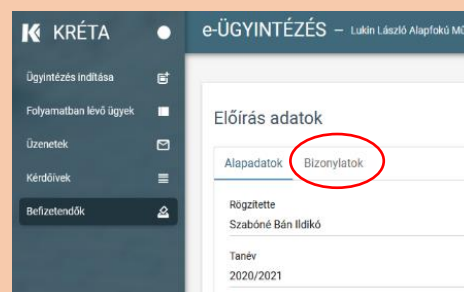 KRÉTA
Ügyintézés indítása
Folyamatban lévő ügyek
Üzenetek
Kérdőívek
Befizetendők
e-ÜGYINTÉZÉS – Lukin László Alapfokú
Előírás adatok
Alapadatok Bizonylatok
Rögzítette
Szabóné Bán Ildikó
Tanév
2020/2021